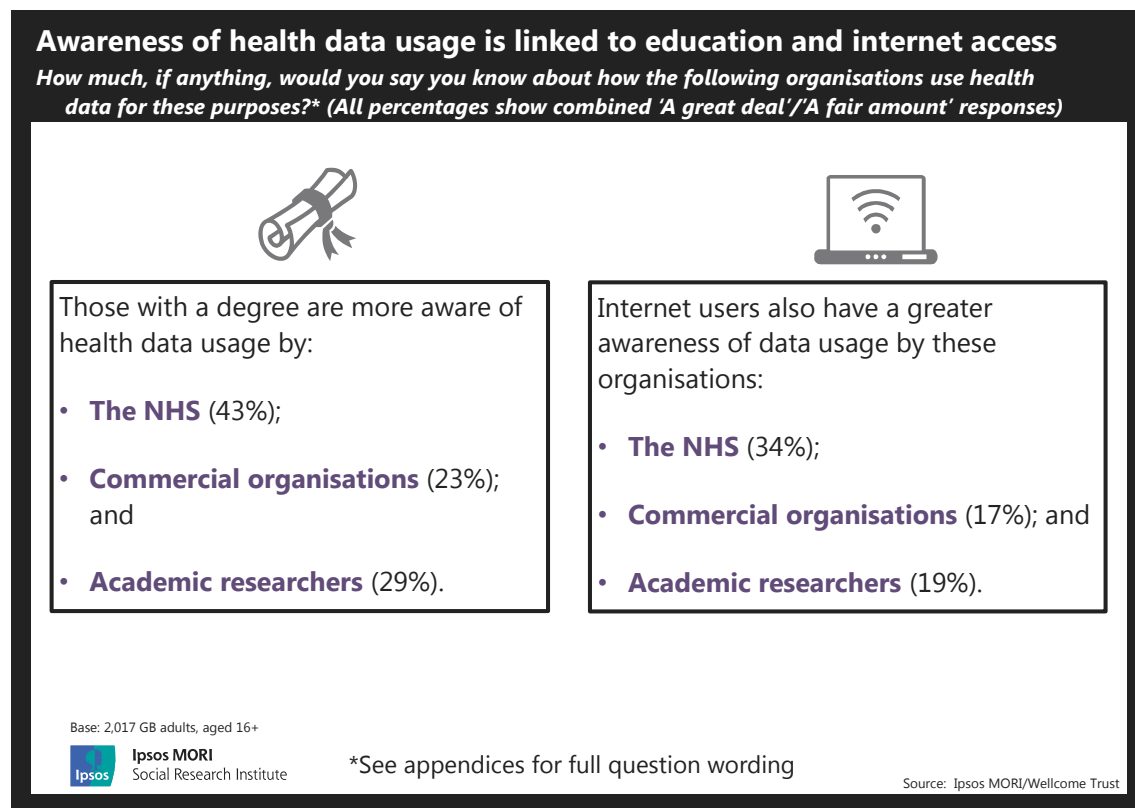 Awareness of health data usage is linked to education and internet access
How much, if anything, would you say you know about how the following organisations use health
data for these purposes?* (All percentages show combined ‘A great deal’/‘A fair amount’ responses)
Those with a degree are more aware of
health data usage by:
• The NHS (43%);
• Commercial organisations (23%);
and
• Academic researchers (29%).
Internet users also have a greater
awareness of data usage by these
organisations:
• The NHS (34%);
• Commercial organisations (17%); and
• Academic researchers (19%).
Base: 2,017 GB adults, aged 16+
Ipsos
Ipsos MORI
Social Research Institute
*See appendices for full question wording
Source: Ipsos MORI/Wellcome Trust